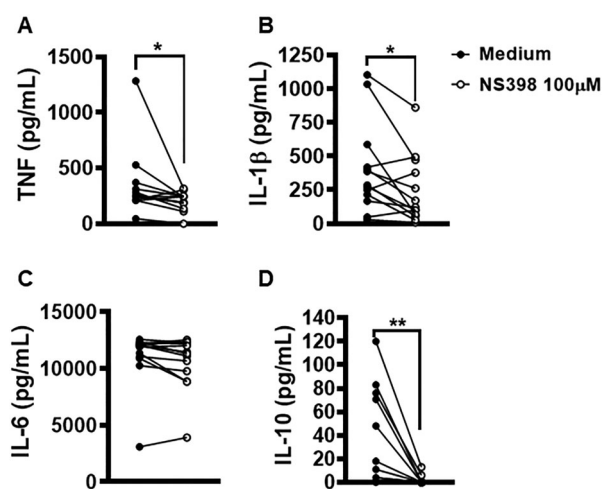 A
TNF (pg/mL)
1500
1000
500
0
*
B
IL-1β (pg/mL)
1250
1000
750
500
250
0
*
Medium
NS398 100μM
C
IL-6 (pg/mL)
15000
10000
5000
0
D
IL-10 (pg/mL)
140
120
100
80
60
40
20
0
**